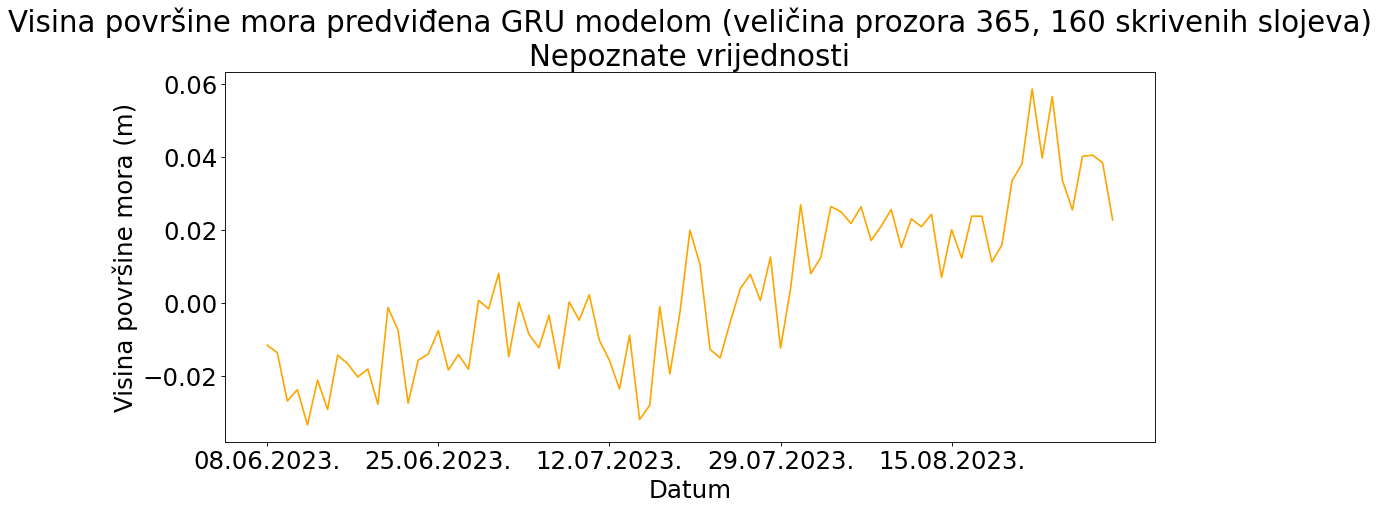 Visina površine mora predviđena GRU modelom (veličina prozora 365, 160 skrivenih slojeva)
Nepoznate vrijednosti
Visina površine mora (m)
0.06
0.04
0.02
0.00
−0.02
08.06.2023. 25.06.2023. 12.07.2023. 29.07.2023. 15.08.2023.
Datum